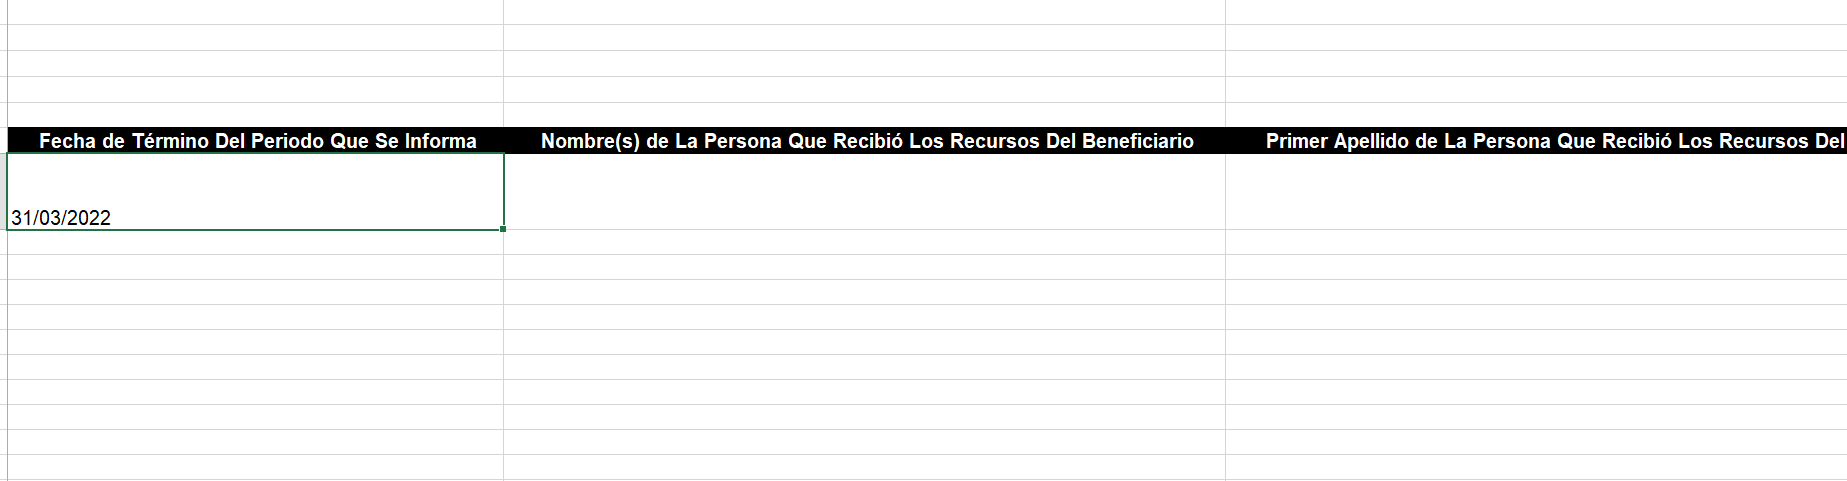 Fecha de Término Del Periodo Que Se Informa Nombre(s) de La Persona Que Recibió Los Recursos Del Beneficiario Primer Apellido de La Persona Que Recibió Los Recursos Del
31/03/2022